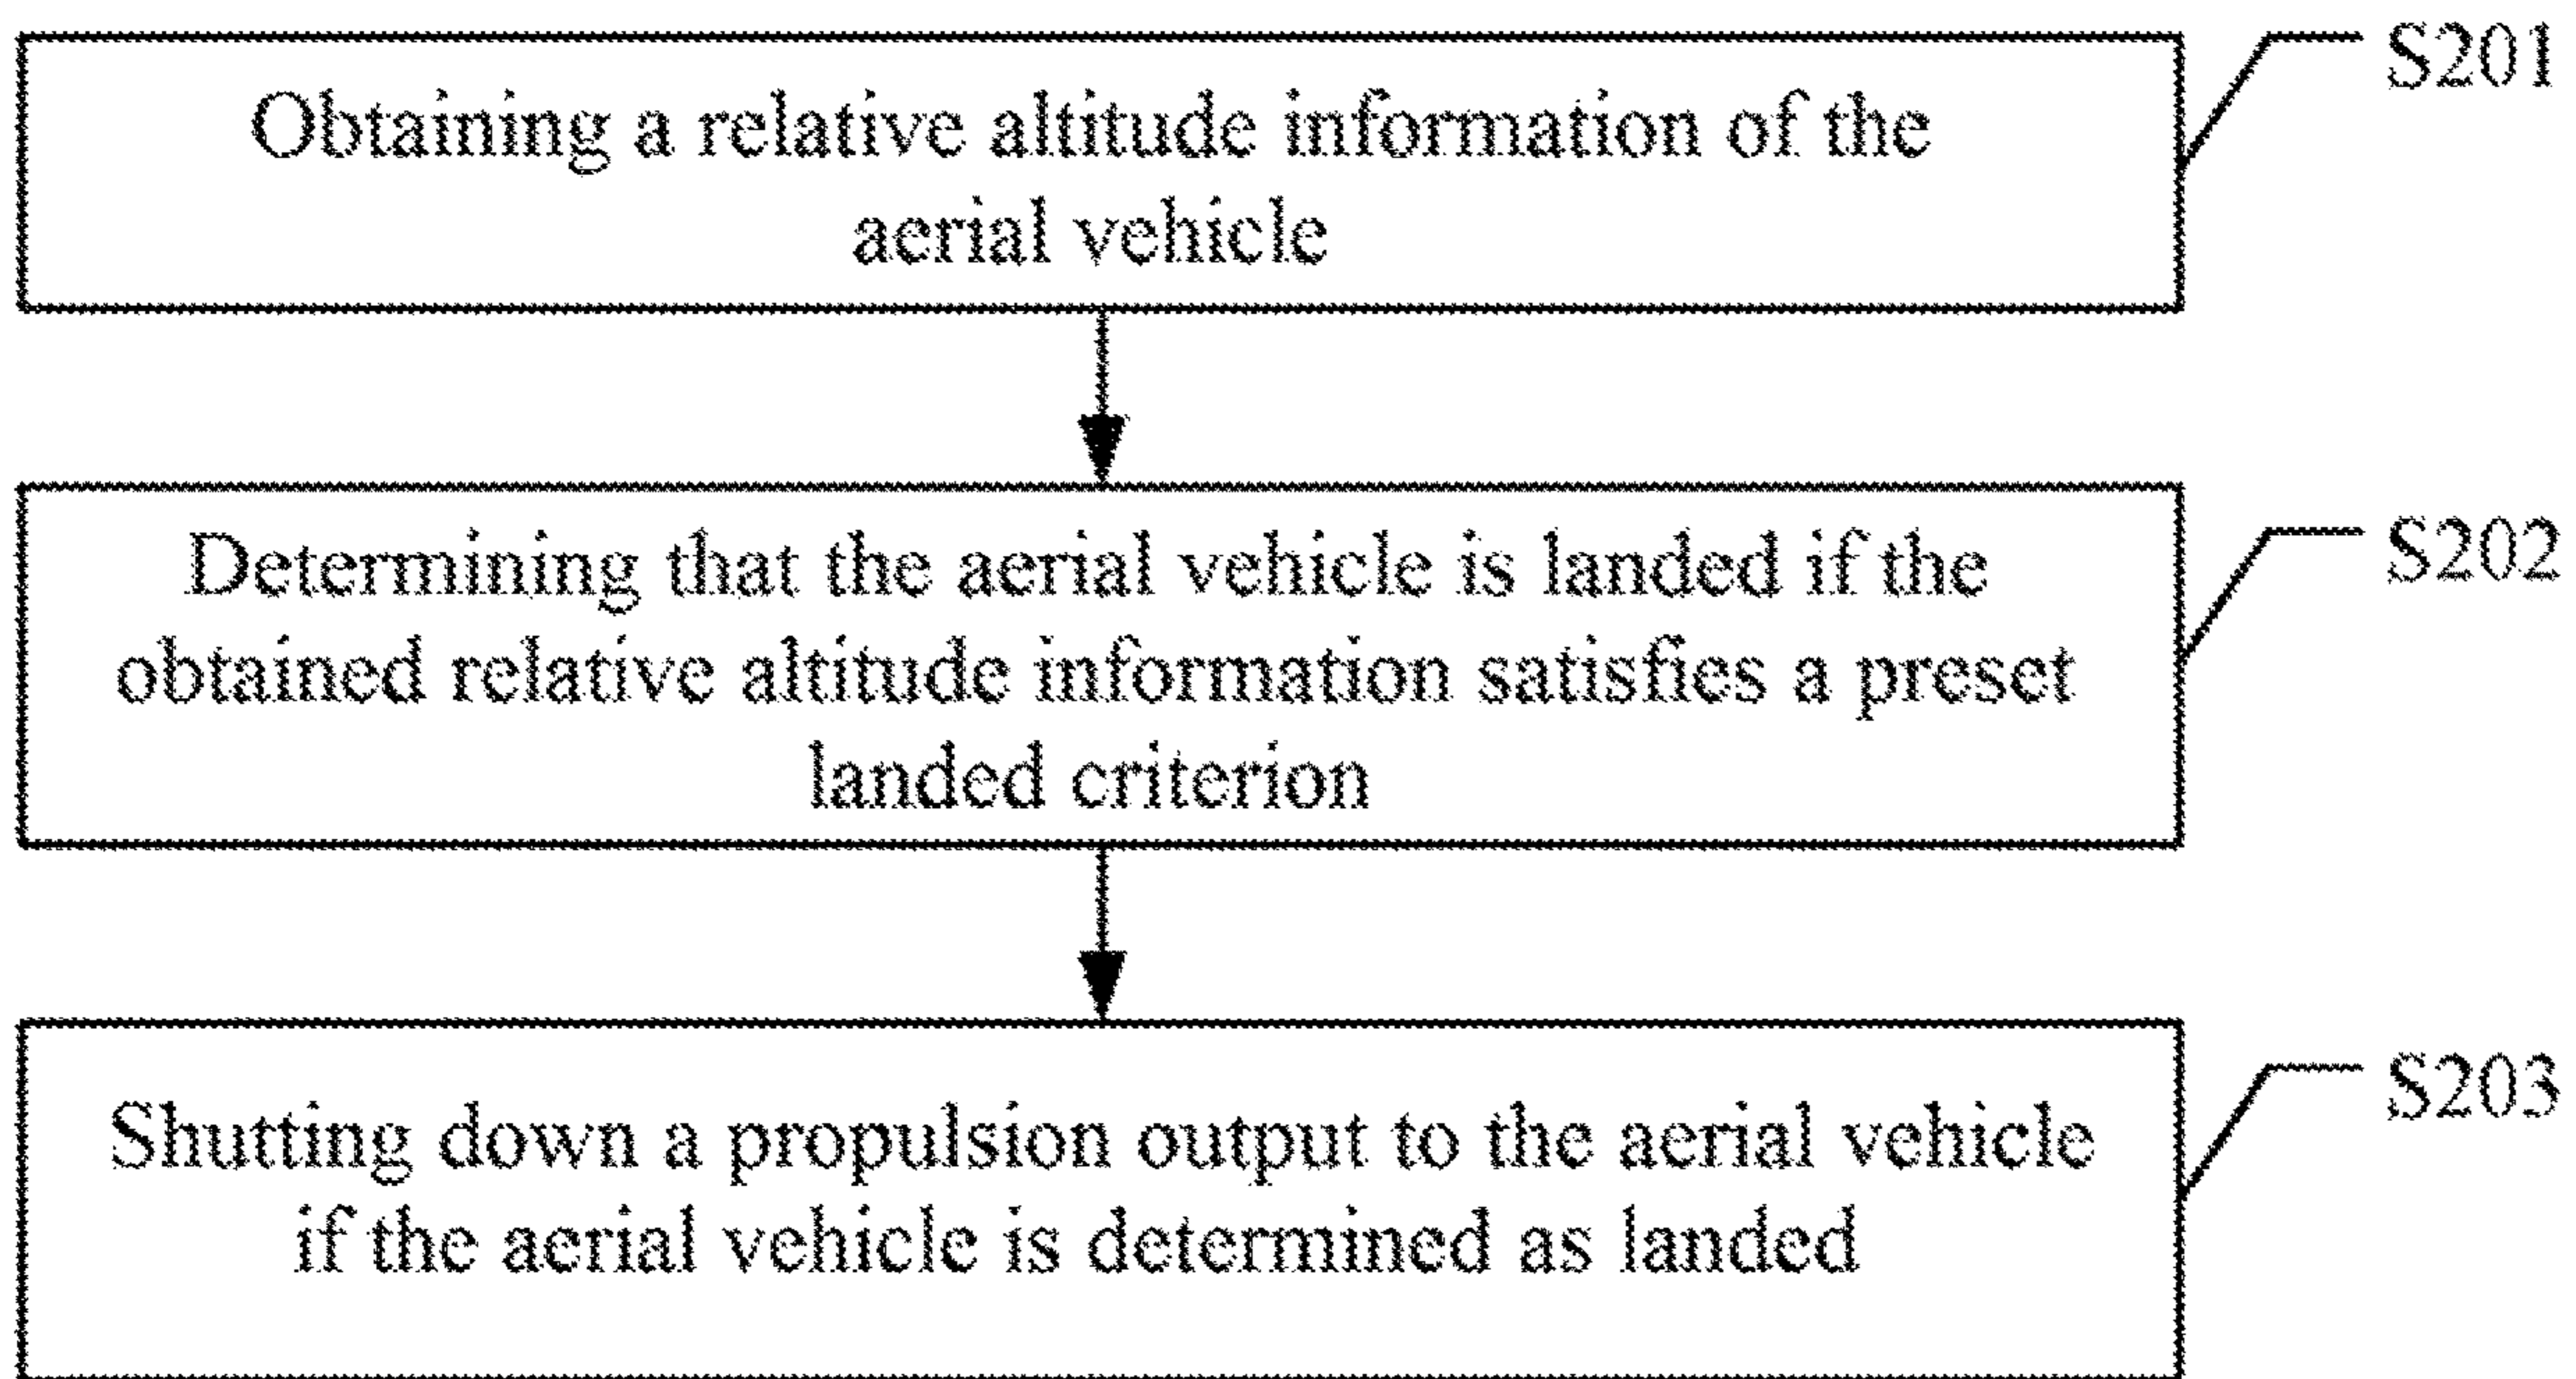 Obtaining a relative altitude information of the
aerial vehicle
S201
Determining that the aerial vehicle is landed if the
obtained relative altitude information satisfies a preset
landed criterion
S202
Shutting down a propulsion output to the aerial vehicle
if the aerial vehicle is determined as landed
S203